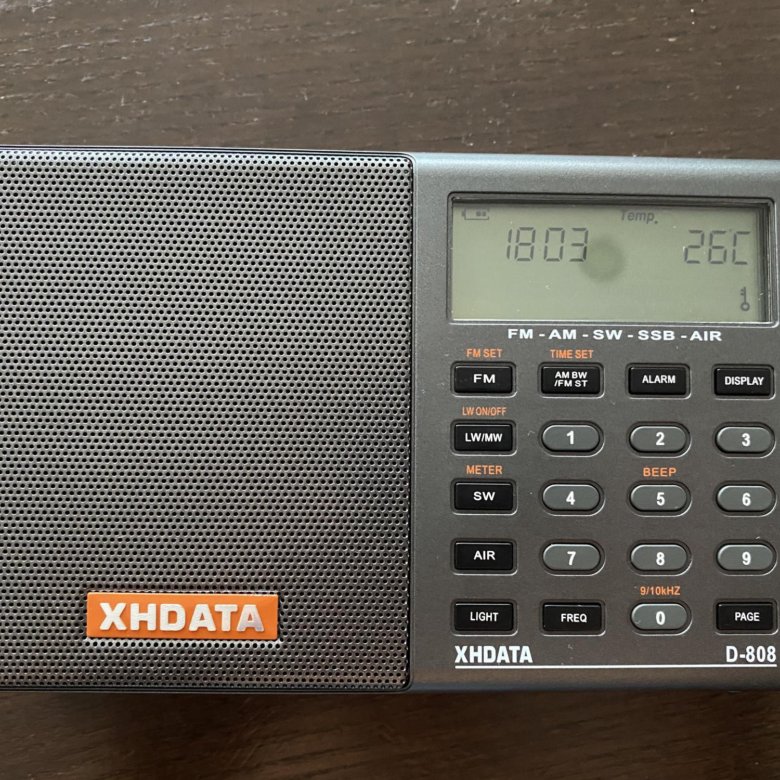 Temp.
1803 26C
FM - AM - SW - SSB - AIR
FM SET TIME SET
FM AM BW /FM ST ALARM DISPLAY
LW ON/OFF
LW/MW 1 2 3
METER BEEP
SW 4 5 6
AIR 7 8 9
9/10kHZ
LIGHT FREQ 0 PAGE
XHDATA
XHDATA D-808